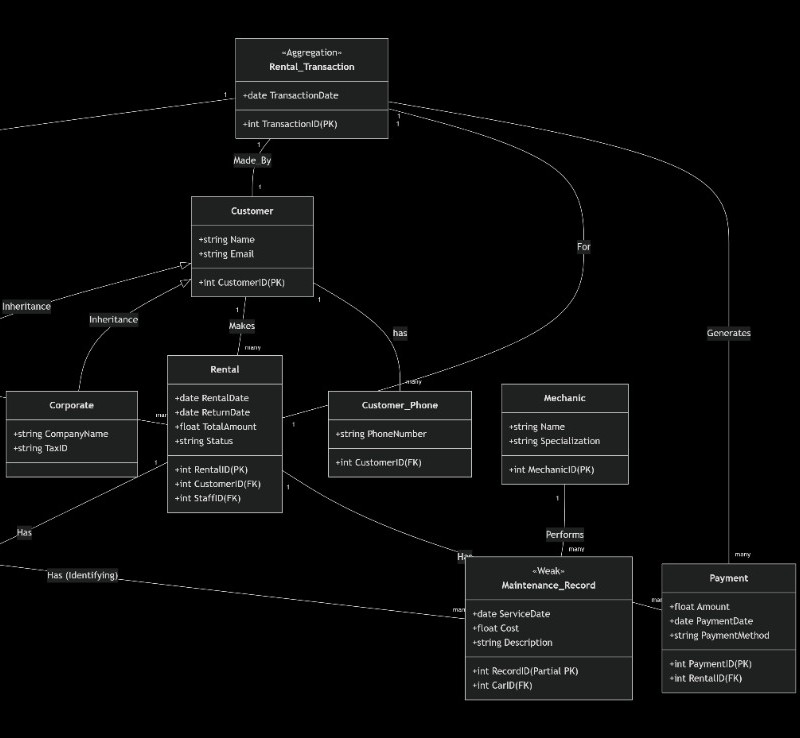 «Aggregation»
Rental_Transaction
+date TransactionDate
+int TransactionID(PK)
1
1
1
1
Made_By
1
Customer
+string Name
+string Email
+int CustomerID(PK)
For
Inheritance
Inheritance
1
1
Makes
has
Generates
many
Rental
+date RentalDate
+date ReturnDate
+float TotalAmount
+string Status
+int RentalID(PK)
+int CustomerID(FK)
+int StaffID(FK)
many
Corporate
+string CompanyName
+string TaxID
1
1
1
Customer_Phone
+string PhoneNumber
+int CustomerID(FK)
Mechanic
+string Name
+string Specialization
+int MechanicID(PK)
1
Has
Performs
many
many
Has (Identifying)
«Weak»
Maintenance_Record
+date ServiceDate
+float Cost
+string Description
+int RecordID(Partial PK)
+int CarID(FK)
Payment
+float Amount
+date PaymentDate
+string PaymentMethod
+int PaymentID(PK)
+int RentalID(FK)